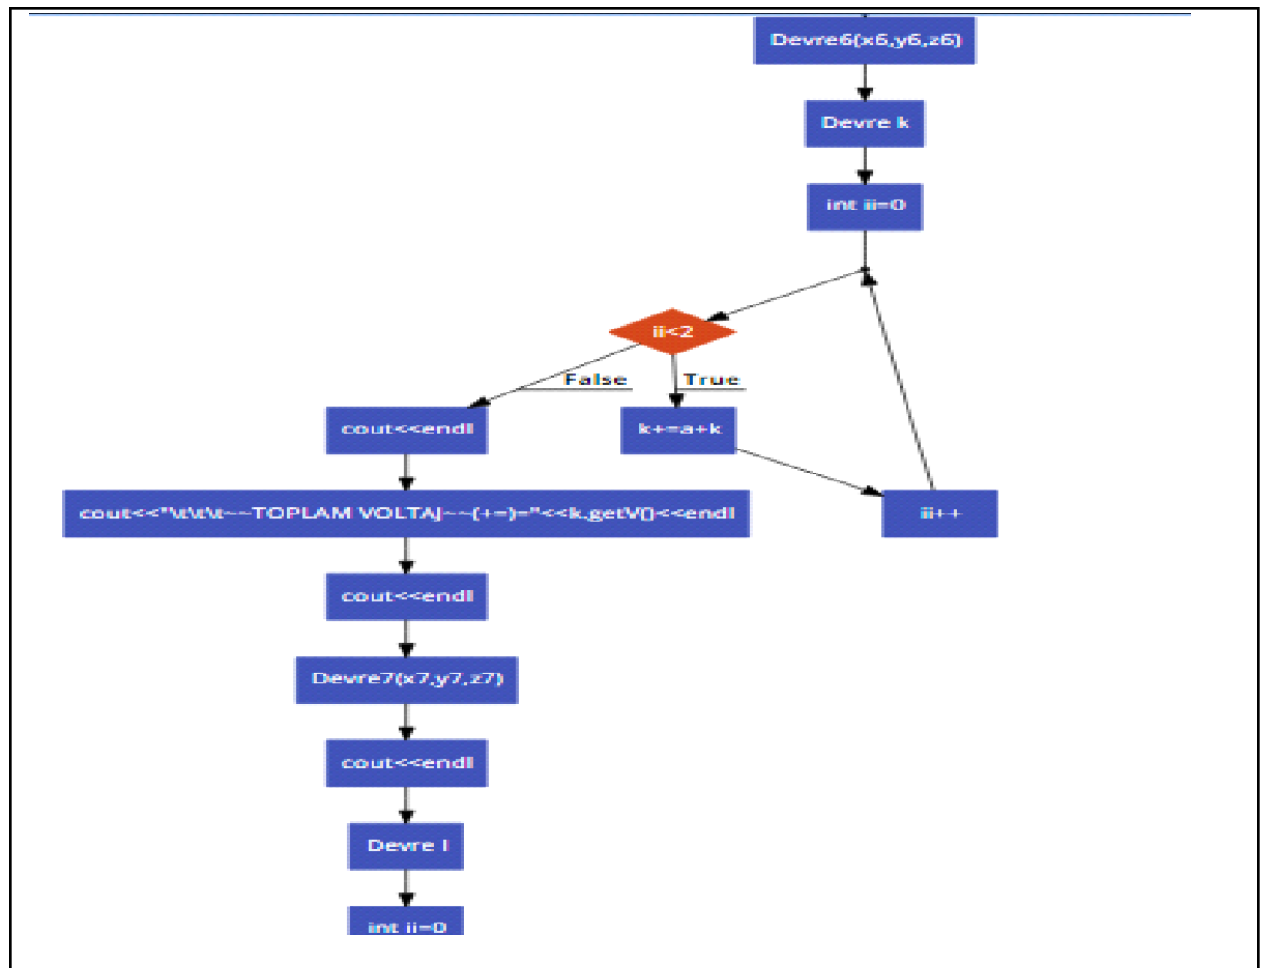 Devre6(x6,y6,z6)
Devre k
int ii=0
ii<2
False
True
cout<<endl
k+=a+k
cout<<"\t\t\t~~TOPLAM VOLTAJ~~(+=)="<<k.getV()<<endl
ii++
cout<<endl
Devre7(x7,y7,z7)
cout<<endl
Devre l
int ii=0